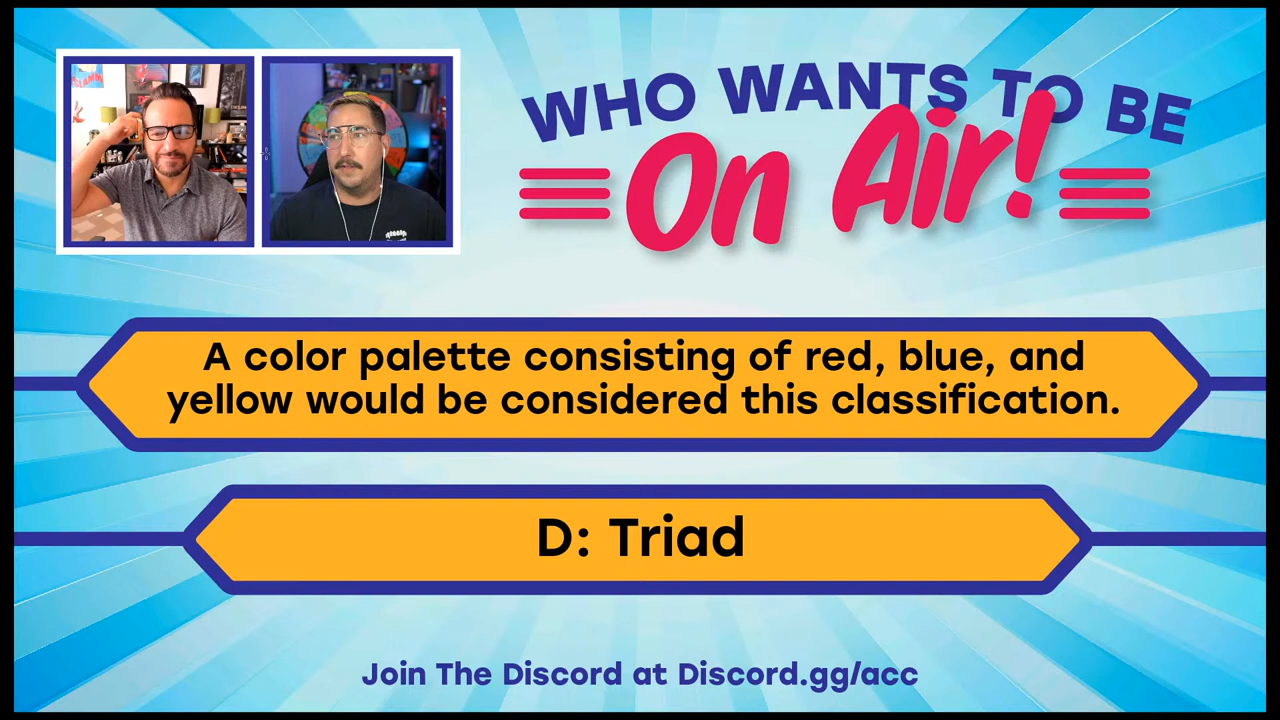 WHO WANTS TO BE
On Air!
A color palette consisting of red, blue, and
yellow would be considered this classification.
D: Triad
Join The Discord at Discord.gg/acc